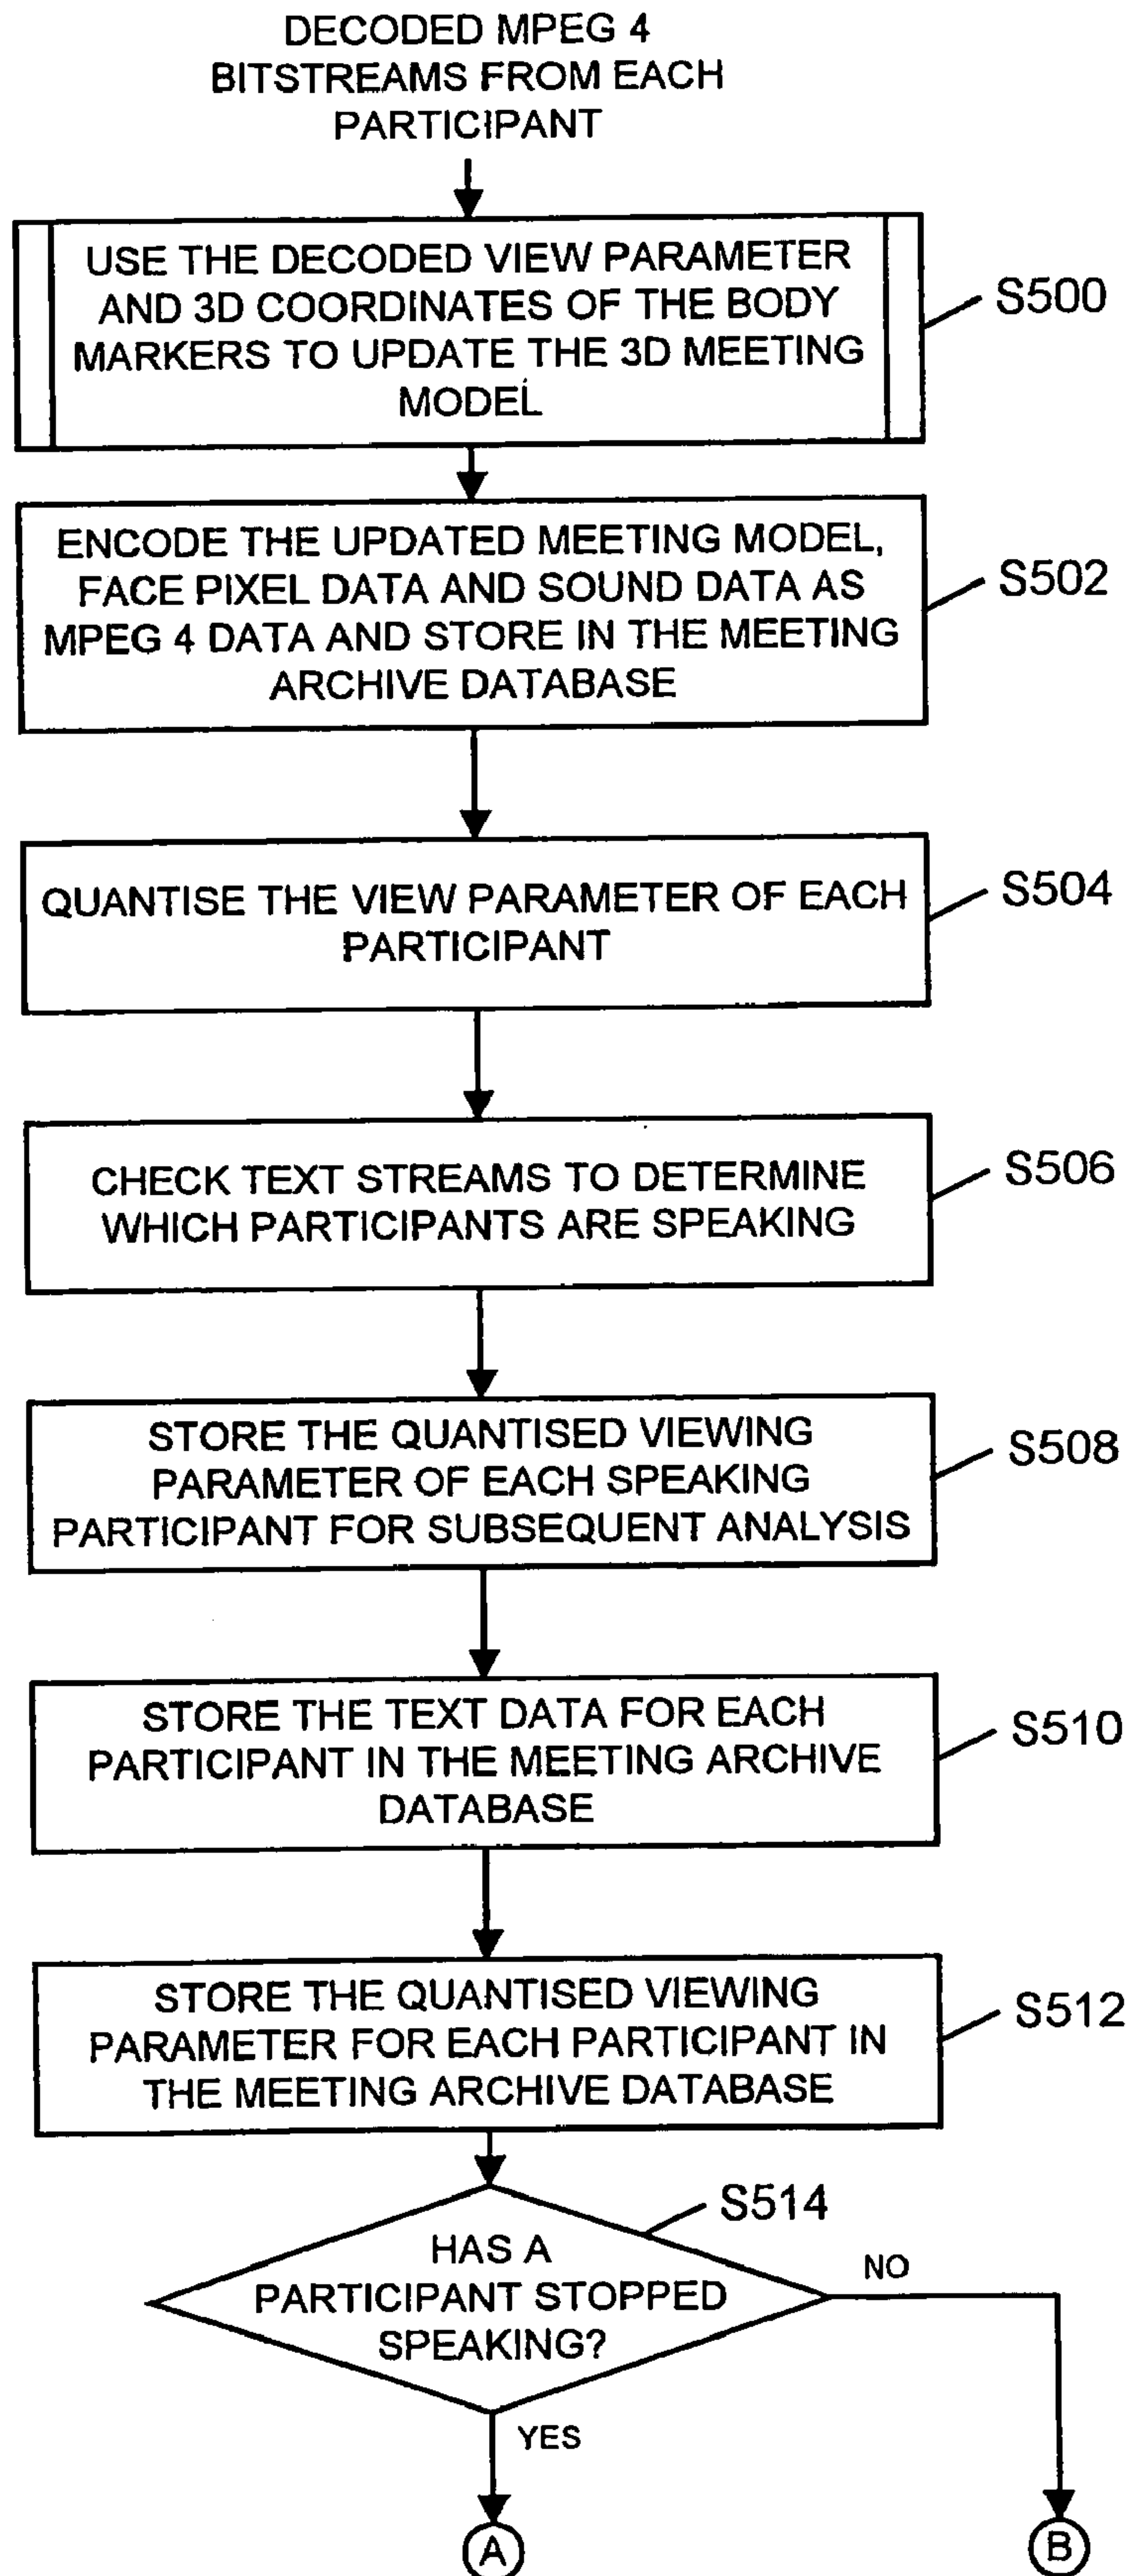 DECODED MPEG 4
BITSTREAMS FROM EACH
PARTICIPANT
USE THE DECODED VIEW PARAMETER
AND 3D COORDINATES OF THE BODY
MARKERS TO UPDATE THE 3D MEETING
MODEL
S500
ENCODE THE UPDATED MEETING MODEL,
FACE PIXEL DATA AND SOUND DATA AS
MPEG 4 DATA AND STORE IN THE MEETING
ARCHIVE DATABASE
S502
QUANTISE THE VIEW PARAMETER OF EACH
PARTICIPANT
S504
CHECK TEXT STREAMS TO DETERMINE
WHICH PARTICIPANTS ARE SPEAKING
S506
STORE THE QUANTISED VIEWING
PARAMETER OF EACH SPEAKING
PARTICIPANT FOR SUBSEQUENT ANALYSIS
S508
STORE THE TEXT DATA FOR EACH
PARTICIPANT IN THE MEETING ARCHIVE
DATABASE
S510
STORE THE QUANTISED VIEWING
PARAMETER FOR EACH PARTICIPANT IN
THE MEETING ARCHIVE DATABASE
S512
S514
HAS A
PARTICIPANT STOPPED
SPEAKING?
NO
YES
A
B